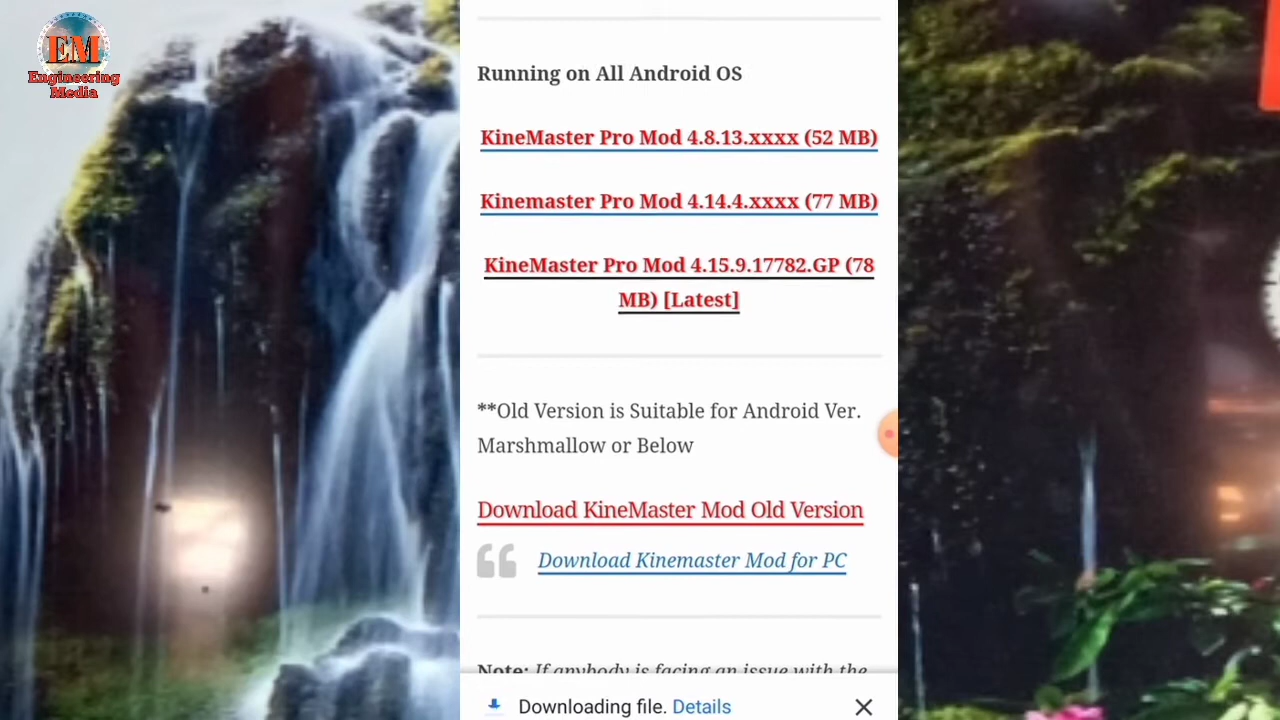 EM
Engineering
Media
Running on All Android OS
KineMaster Pro Mod 4.8.13.xxxx (52 MB)
Kinemaster Pro Mod 4.14.4.xxxx (77 MB)
KineMaster Pro Mod 4.15.9.17782.GP (78
MB) [Latest]
**Old Version is Suitable for Android Ver.
Marshmallow or Below
Download KineMaster Mod Old Version
Download Kinemaster Mod for PC
Note: If anybody is facing an issue with the
Downloading file. Details